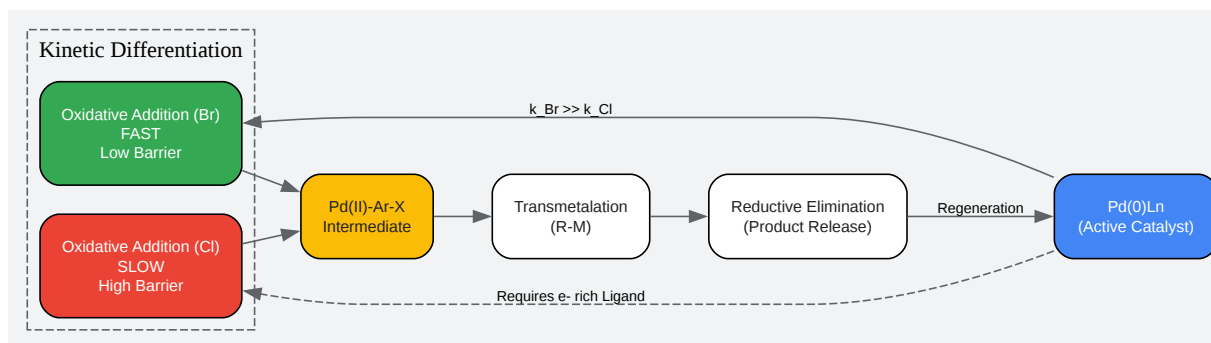 Kinetic Differentiation
Oxidative Addition (Br)
FAST
Low Barrier
k_Br >> k_Cl
Oxidative Addition (Cl)
SLOW
High Barrier
Pd(II)-Ar-X
Intermediate
Transmetalation
(R-M)
Reductive Elimination
(Product Release)
Regeneration
Pd(0)Ln
(Active Catalyst)
Requires e- rich Ligand